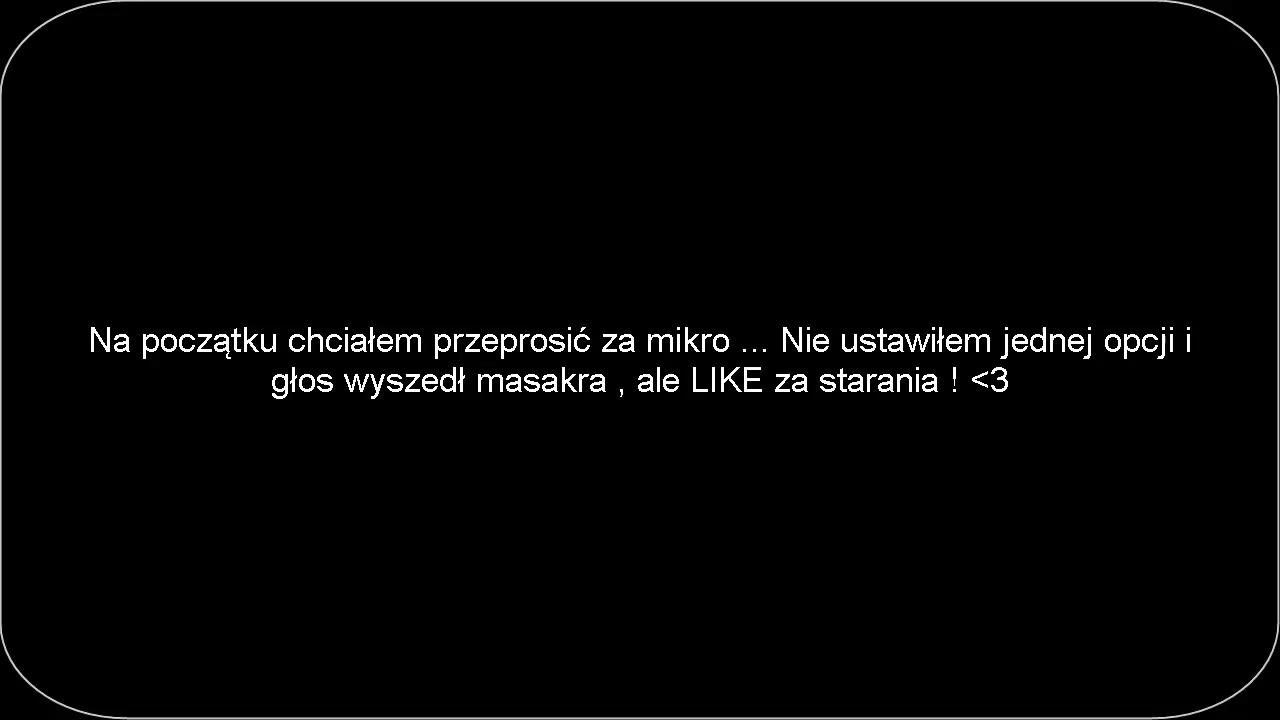 Na początku chciałem przeprosić za mikro ... Nie ustawiłem jednej opcji i
głos wyszedł masakra , ale LIKE za starania ! <3